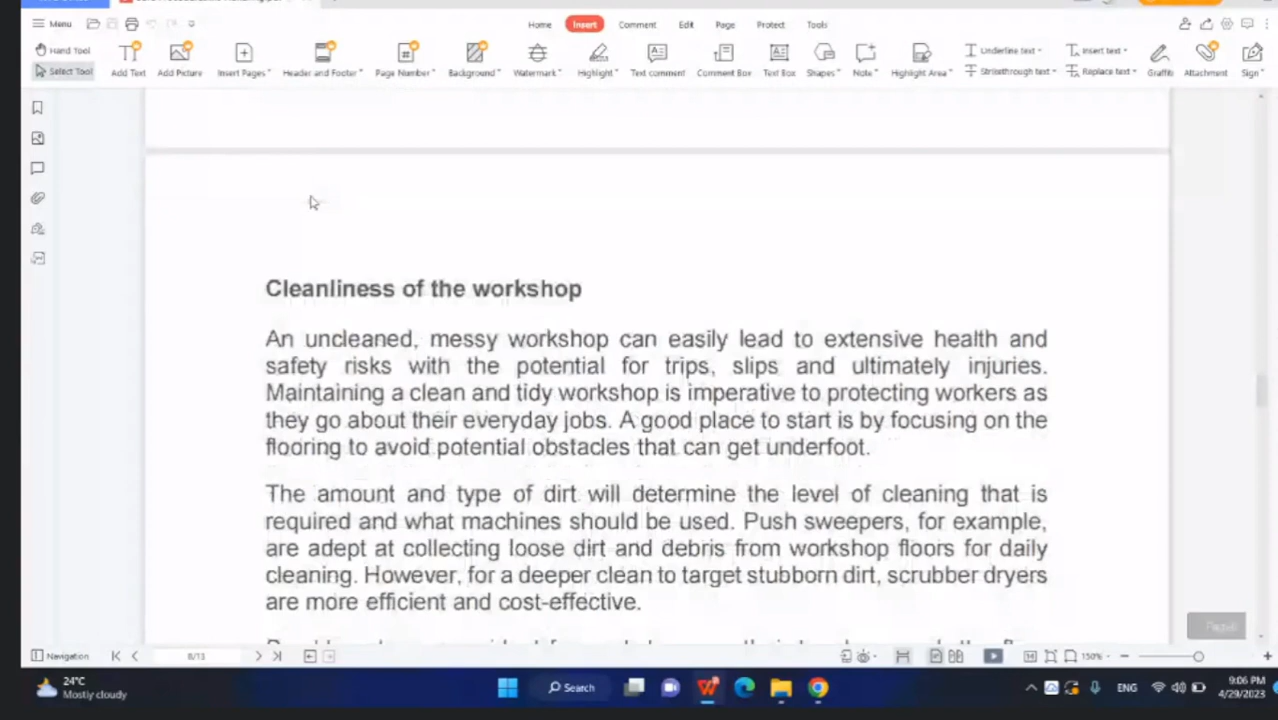 Menu
Home Insert Comment Edit Page Protect Tools
Hand Tool
Select Tool
Add Text Add Picture Insert Pages Header and Footer Page Number Background Watermark Highlight Text comment Comment Box Text Box Shapes Note Highlight Area
Underline text Insert text
Strikethrough text Replace text
Graffiti Attachment Sign
Cleanliness of the workshop
An uncleaned, messy workshop can easily lead to extensive health and
safety risks with the potential for trips, slips and ultimately injuries.
Maintaining a clean and tidy workshop is imperative to protecting workers as
they go about their everyday jobs. A good place to start is by focusing on the
flooring to avoid potential obstacles that can get underfoot.
The amount and type of dirt will determine the level of cleaning that is
required and what machines should be used. Push sweepers, for example,
are adept at collecting loose dirt and debris from workshop floors for daily
cleaning. However, for a deeper clean to target stubborn dirt, scrubber dryers
are more efficient and cost-effective.
Navigation 8/13 150%
24°C
Mostly cloudy
Search
ENG
9:06 PM
4/29/2023